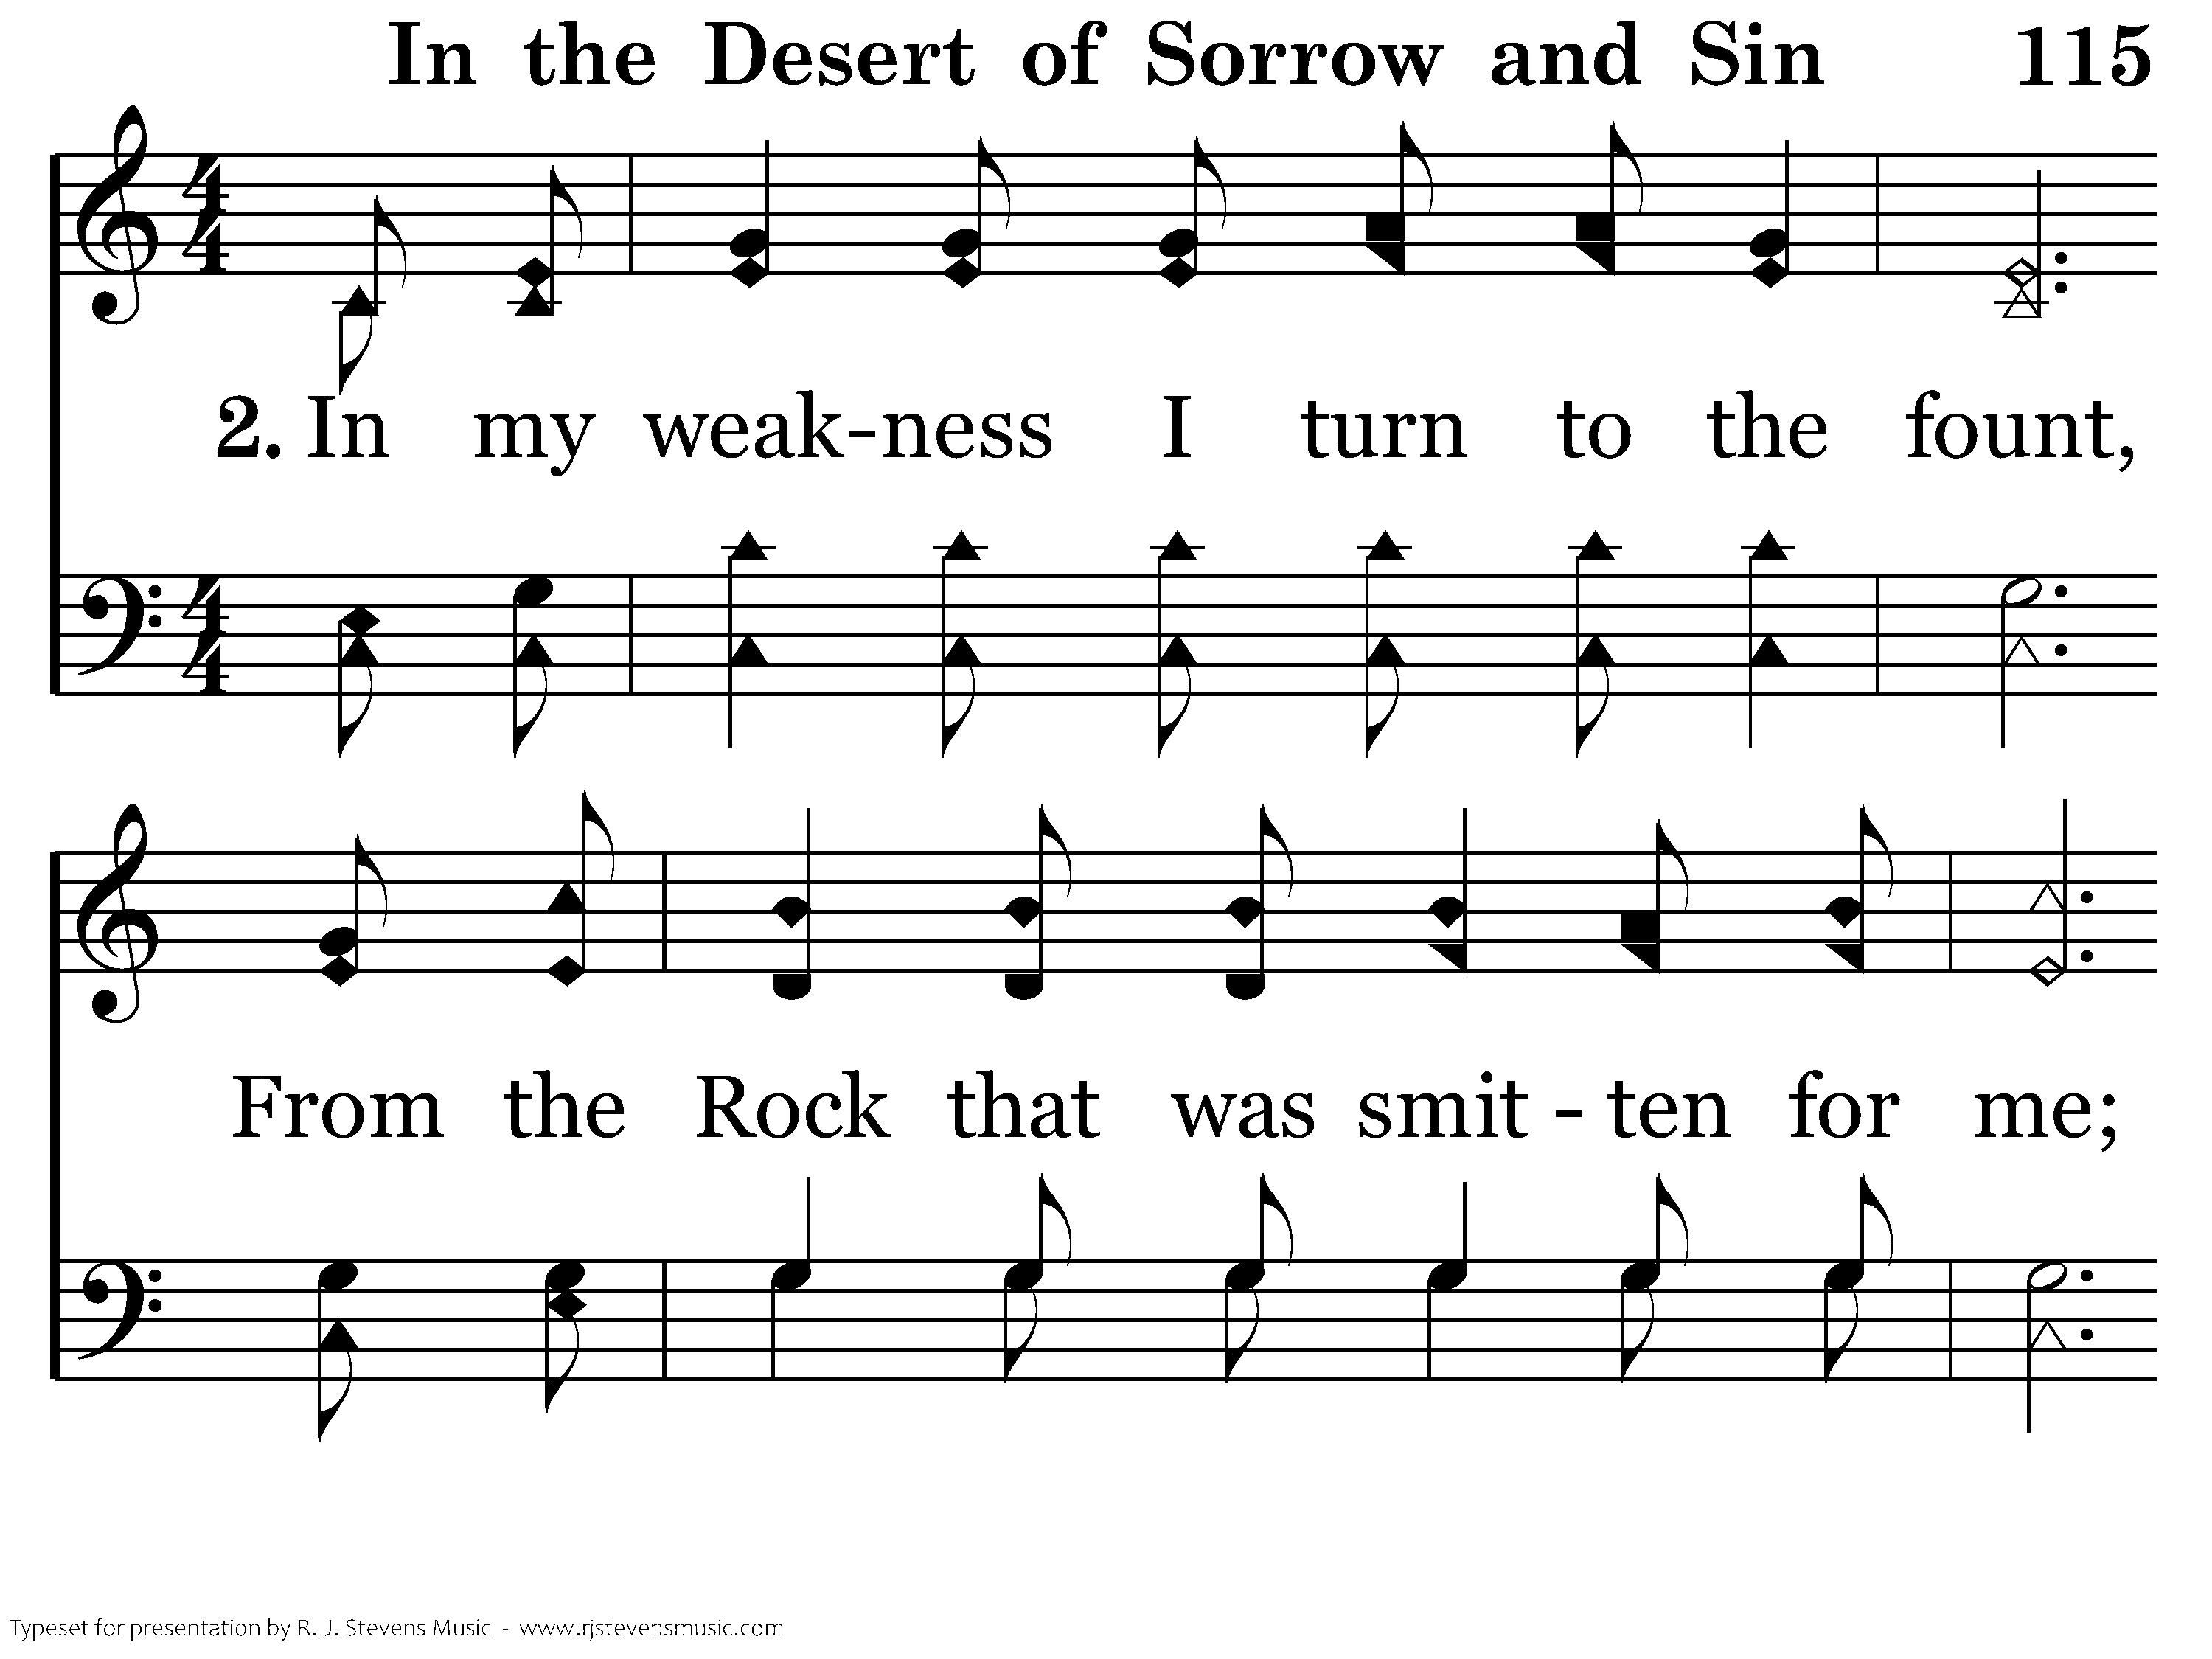 In the Desert of Sorrow and Sin 115
2. In my weak-ness I turn to the fount,
From the Rock that was smit - ten for me;
Typeset for presentation by R. J. Stevens Music - www.rjstevensmusic.com